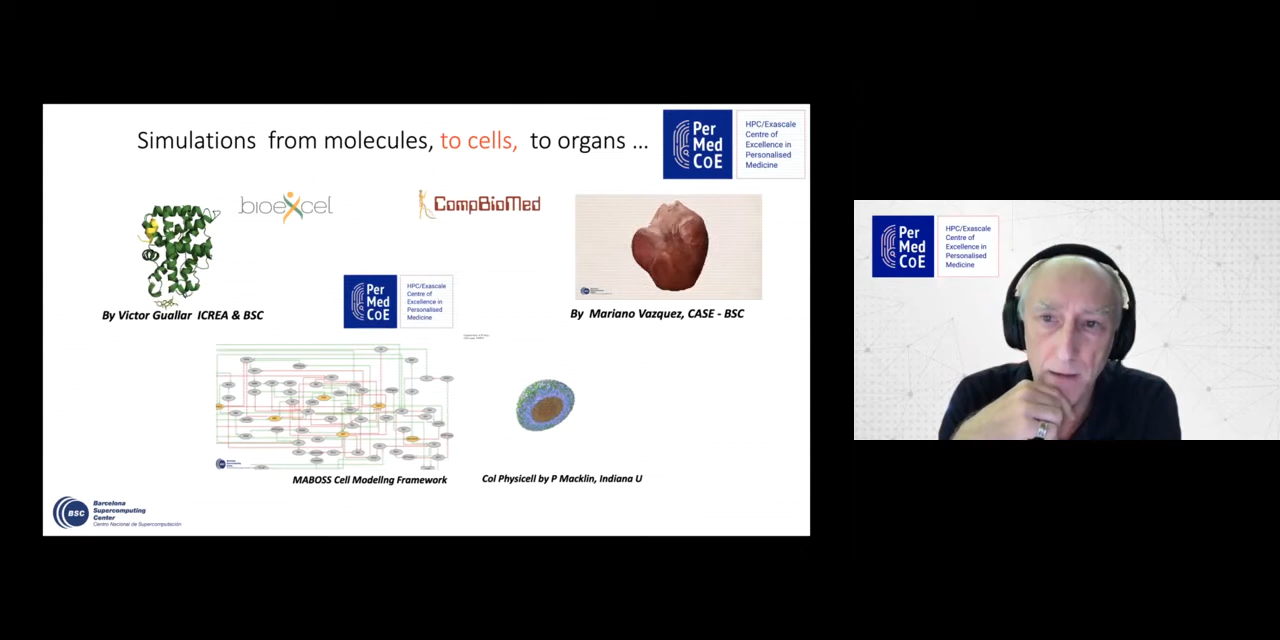 Simulations from molecules, to cells, to organs ...
Per
Med
CoE
HPC/Exascale
Centre of
Excellence in
Personalised
Medicine
bioexcel
CompBioMed
By Victor Guallar ICREA & BSC
Per
Med
CoE
HPC/Exascale
Centre of
Excellence in
Personalised
Medicine
By Mariano Vazquez, CASE - BSC
MABOSS Cell Modeling Framework
Col Physicell by P Macklin, Indiana U
BSC
Barcelona
Supercomputing
Center
Centro Nacional de Supercomputación
Per
Med
CoE
HPC/Exascale
Centre of
Excellence in
Personalised
Medicine